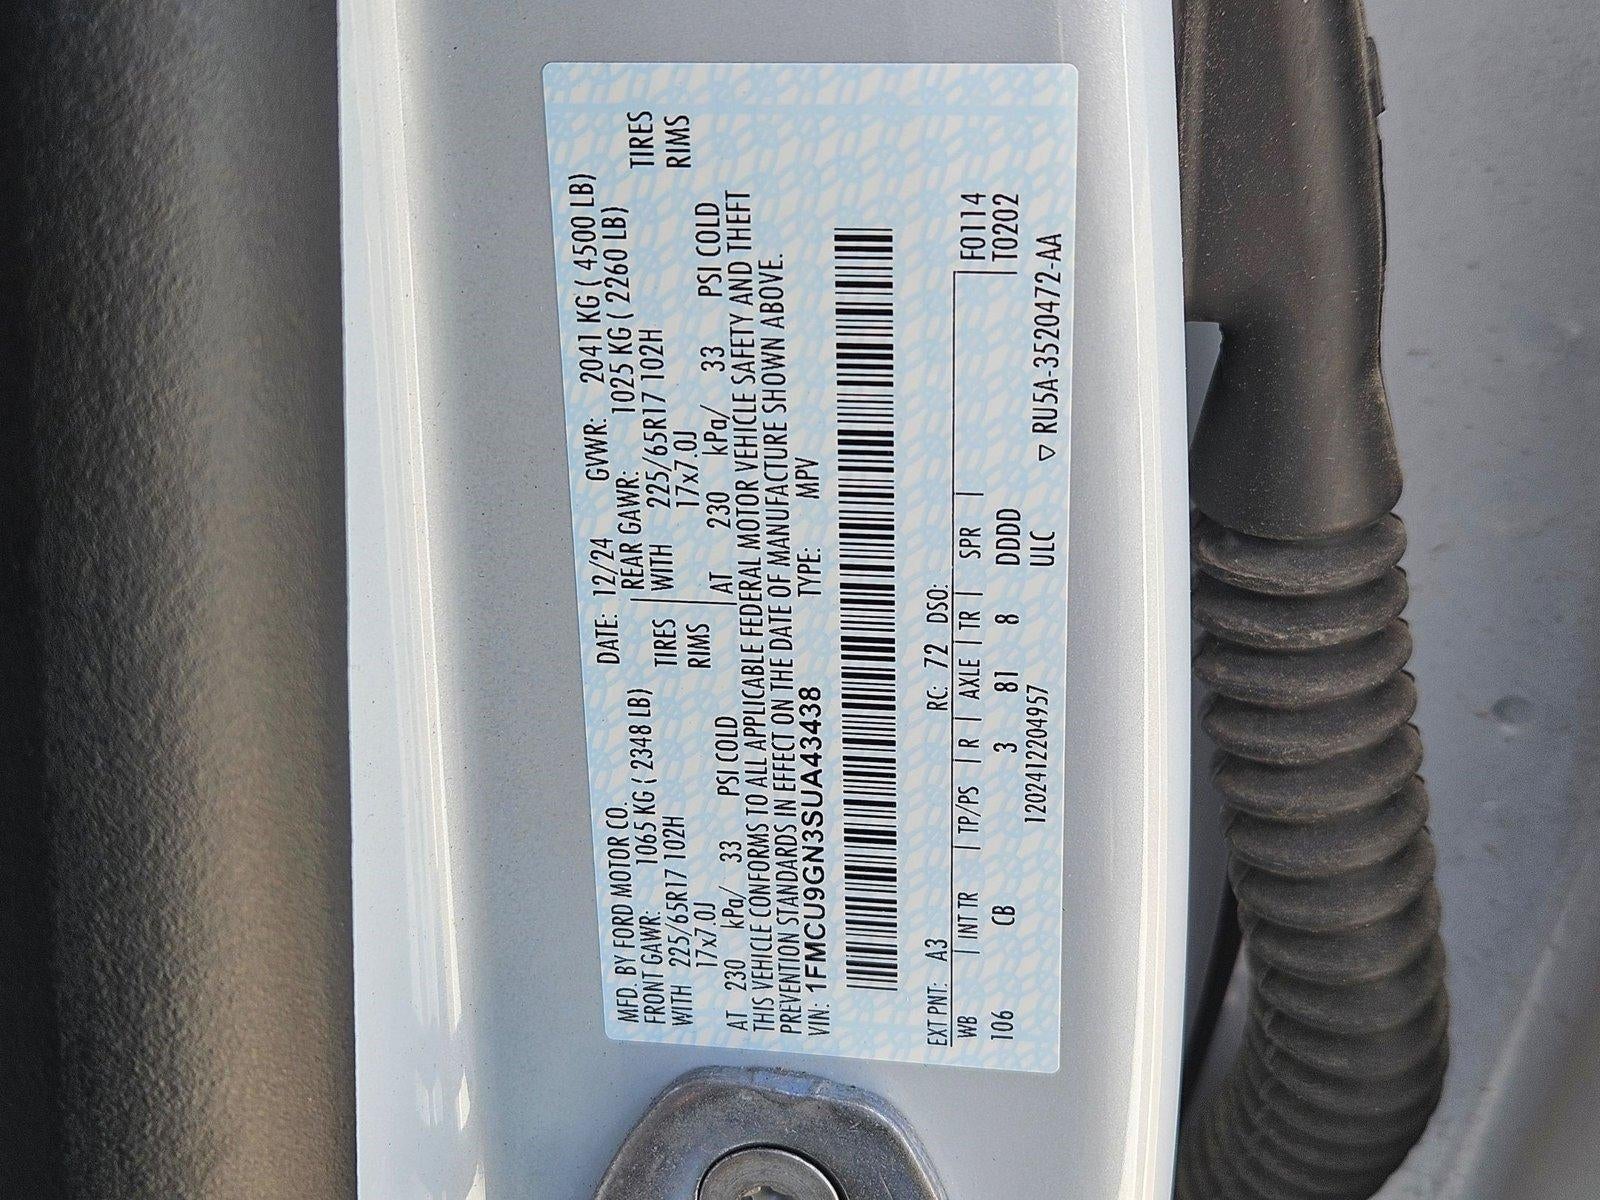 MFD. BY FORD MOTOR CO. DATE: 12/24 GVWR: 2041 KG ( 4500 LB)
FRONT GAWR: 1065 KG ( 2348 LB) REAR GAWR: 1025 KG ( 2260 LB)
WITH 225/65R17 102H TIRES WITH 225/65R17 102H TIRES
17x7.0J RIMS 17x7.0J RIMS
AT 230 kPa/ 33 PSI COLD AT 230 kPa/ 33 PSI COLD
THIS VEHICLE CONFORMS TO ALL APPLICABLE FEDERAL MOTOR VEHICLE SAFETY AND THEFT
PREVENTION STANDARDS IN EFFECT ON THE DATE OF MANUFACTURE SHOWN ABOVE.
VIN: 1FMCU9GN3SUA43438 TYPE: MPV
EXT PNT: A3 RC: 72 DSO:
WB | INT TR | TP/PS | R | AXLE | TR | SPR | F0114
106 CB 3 81 8 DDDD T0202
1202412204957 ULC ▽ RU5A-3520472-AA